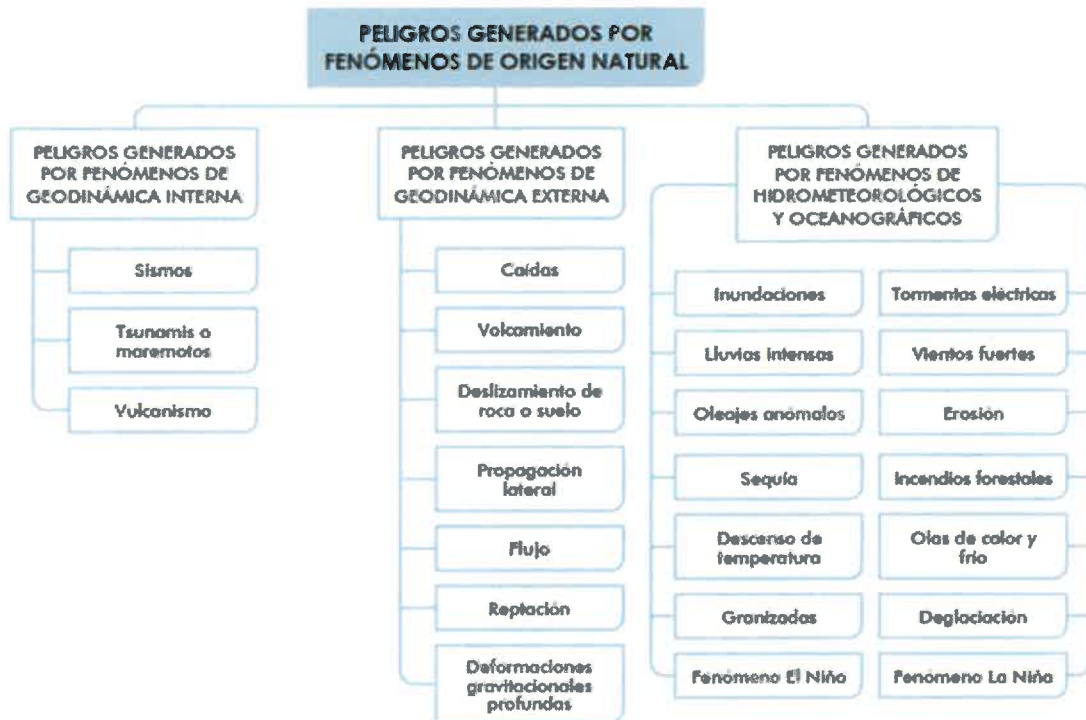 PELIGROS GENERADOS POR
FENÓMENOS DE ORIGEN NATURAL
PELIGROS GENERADOS
POR FENÓMENOS DE
GEODINÁMICA INTERNA
Sismos
Tsunamis o
maremotos
Vulcanismo
PELIGROS GENERADOS
POR FENÓMENOS DE
GEODINÁMICA EXTERNA
Caídas
Volcamiento
Deslizamiento de
roca o suelo
Propagación
lateral
Flujo
Reptación
Deformaciones
gravitacionales
profundas
PELIGROS GENERADOS
POR FENÓMENOS DE
HIDROMETEOROLÓGICOS
Y OCEANOGRÁFICOS
Inundaciones
Lluvias intensas
Oleajes anómalos
Sequía
Descenso de
temperatura
Granizadas
Fenómeno El Niño
Tormentas eléctricas
Vientos fuertes
Erosión
Incendios forestales
Olas de calor y
frío
Deglaciación
Fenómeno La Niña